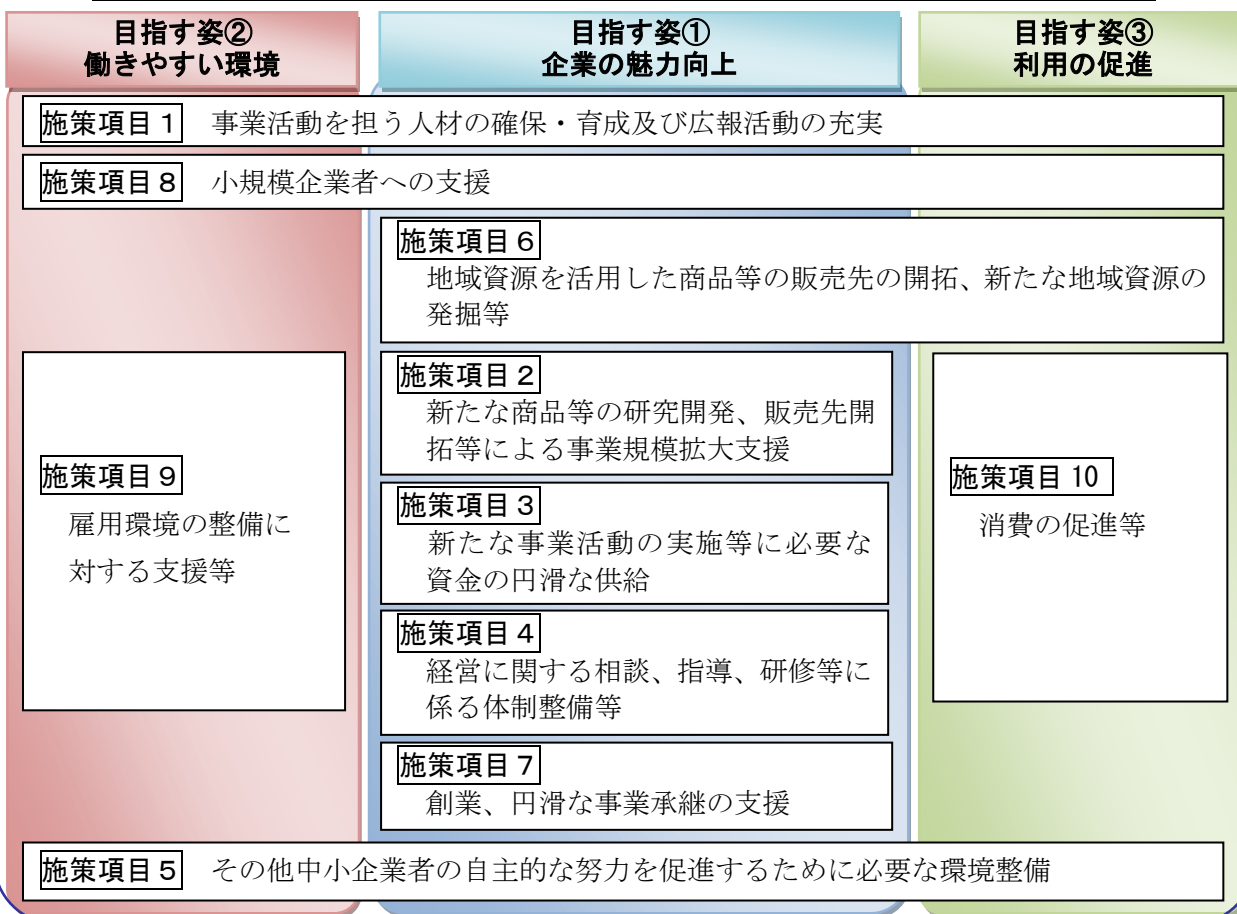 目指す姿②
働きやすい環境
目指す姿①
企業の魅力向上
目指す姿③
利用の促進
施策項目1 事業活動を担う人材の確保・育成及び広報活動の充実
施策項目8 小規模企業者への支援
施策項目6
地域資源を活用した商品等の販売先の開拓、新たな地域資源の
発掘等
施策項目9
雇用環境の整備に
対する支援等
施策項目2
新たな商品等の研究開発、販売先開
拓等による事業規模拡大支援
施策項目3
新たな事業活動の実施等に必要な
資金の円滑な供給
施策項目4
経営に関する相談、指導、研修等に
係る体制整備等
施策項目7
創業、円滑な事業承継の支援
施策項目 10
消費の促進等
施策項目5 その他中小企業者の自主的な努力を促進するために必要な環境整備